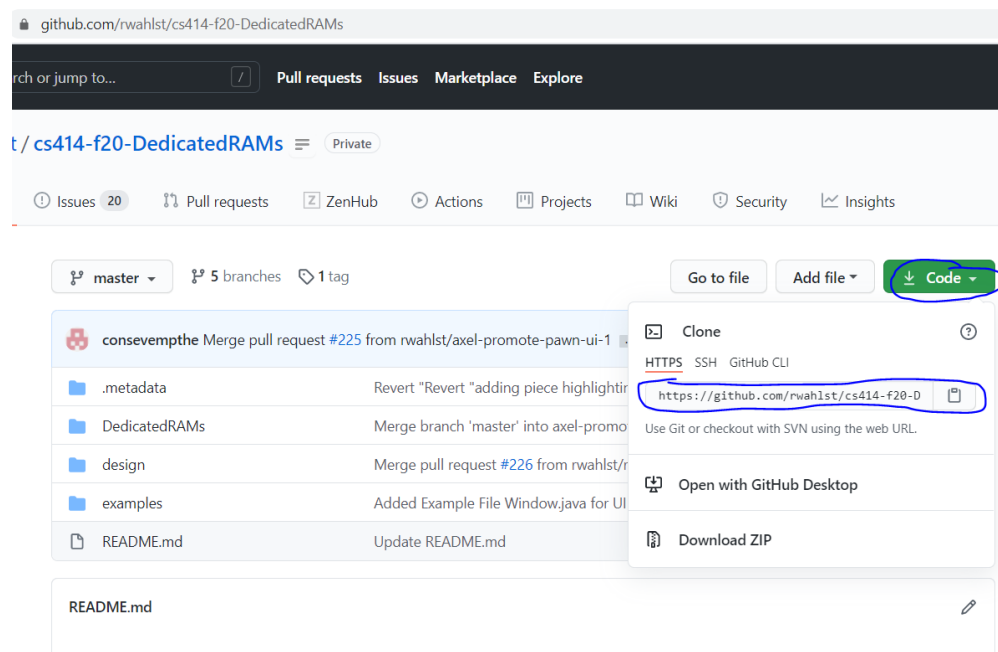 github.com/rwahlst/cs414-f20-DedicatedRAMs
rch or jump to... / Pull requests Issues Marketplace Explore
t / cs414-f20-DedicatedRAMs Private
Issues 20 Pull requests ZenHub Actions Projects Wiki Security Insights
master 5 branches 1 tag Go to file Add file Code
consevempthe Merge pull request #225 from rwahlst/axel-promote-pawn-ui-1
.metadata Revert "Revert "adding piece highlightin
DedicatedRAMs Merge branch 'master' into axel-promo
design Merge pull request #226 from rwahlst/r
examples Added Example File Window.java for UI
README.md Update README.md
Clone
HTTPS SSH GitHub CLI
https://github.com/rwahlst/cs414-f20-D
Use Git or checkout with SVN using the web URL.
Open with GitHub Desktop
Download ZIP
README.md